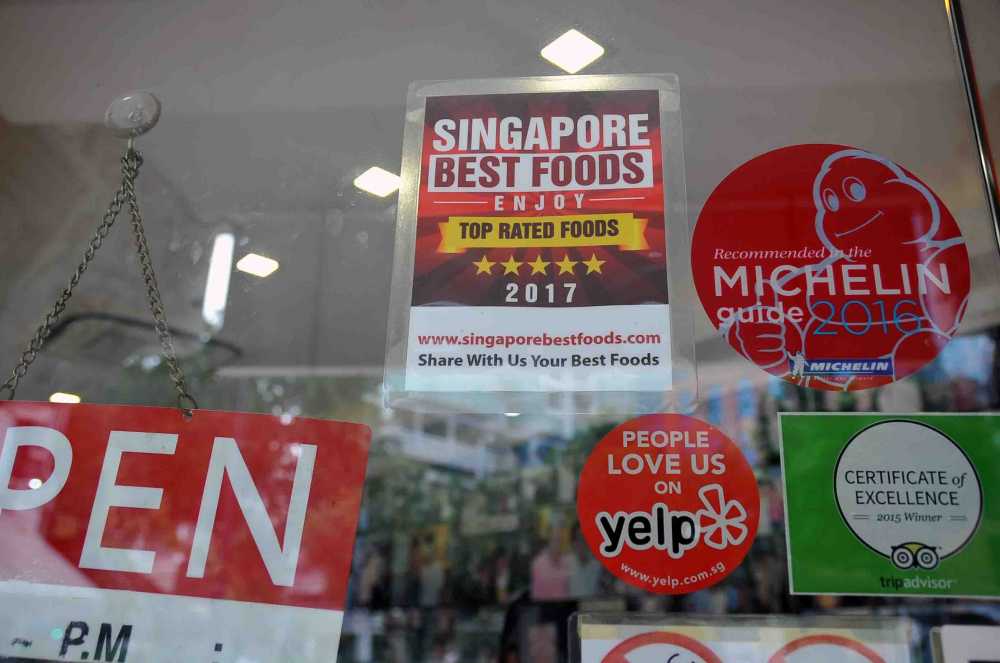 SINGAPORE
BEST FOODS
ENJOY
TOP RATED FOODS
2017
www.singaporebestfoods.com
Share With Us Your Best Foods
Recommended in the
MICHELIN
guide 2016
MICHELIN
PEN
P.M
PEOPLE
LOVE US
ON
yelp
www.yelp.com.sg
CERTIFICATE of
EXCELLENCE
2015 Winner
tripadvisor